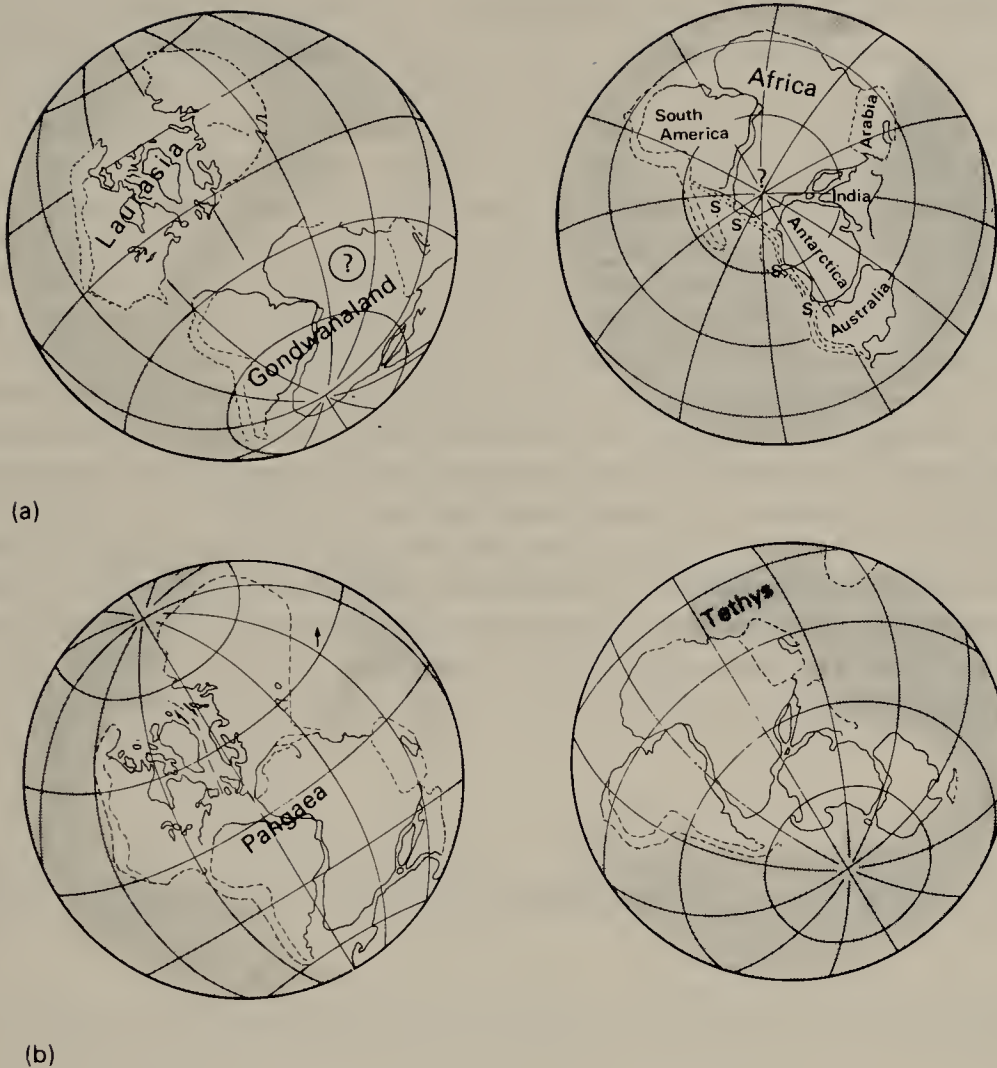 Laurasia
?
Gondwanaland
Africa
South
America
Arabia
?
India
S
S
Antarctica
S
S
Australia
(a)
Pangaea
Tethys
(b)